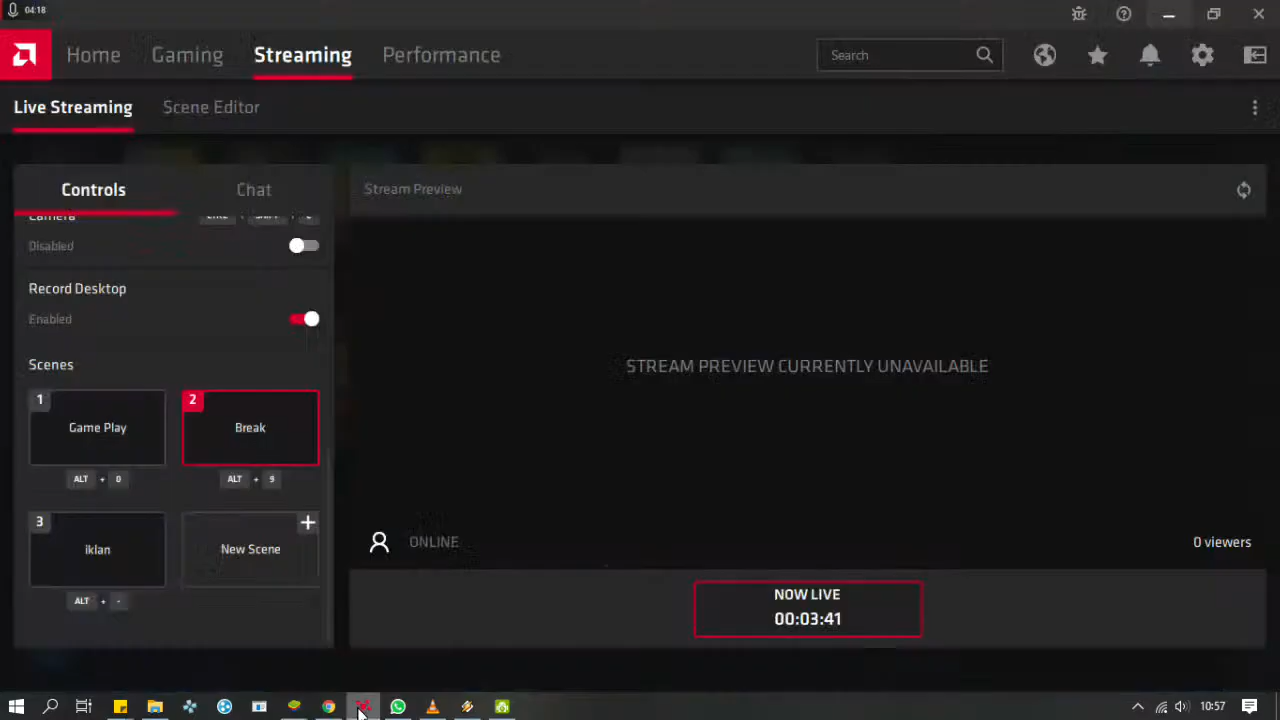 04:18
Home Gaming Streaming Performance Search
Live Streaming Scene Editor
Controls Chat Stream Preview
Camera
Disabled
Record Desktop
Enabled
STREAM PREVIEW CURRENTLY UNAVAILABLE
Scenes
1 Game Play 2 Break
ALT + 0 ALT + 9
3 iklan New Scene +
ALT + -
ONLINE 0 viewers
NOW LIVE
00:03:41
10:57